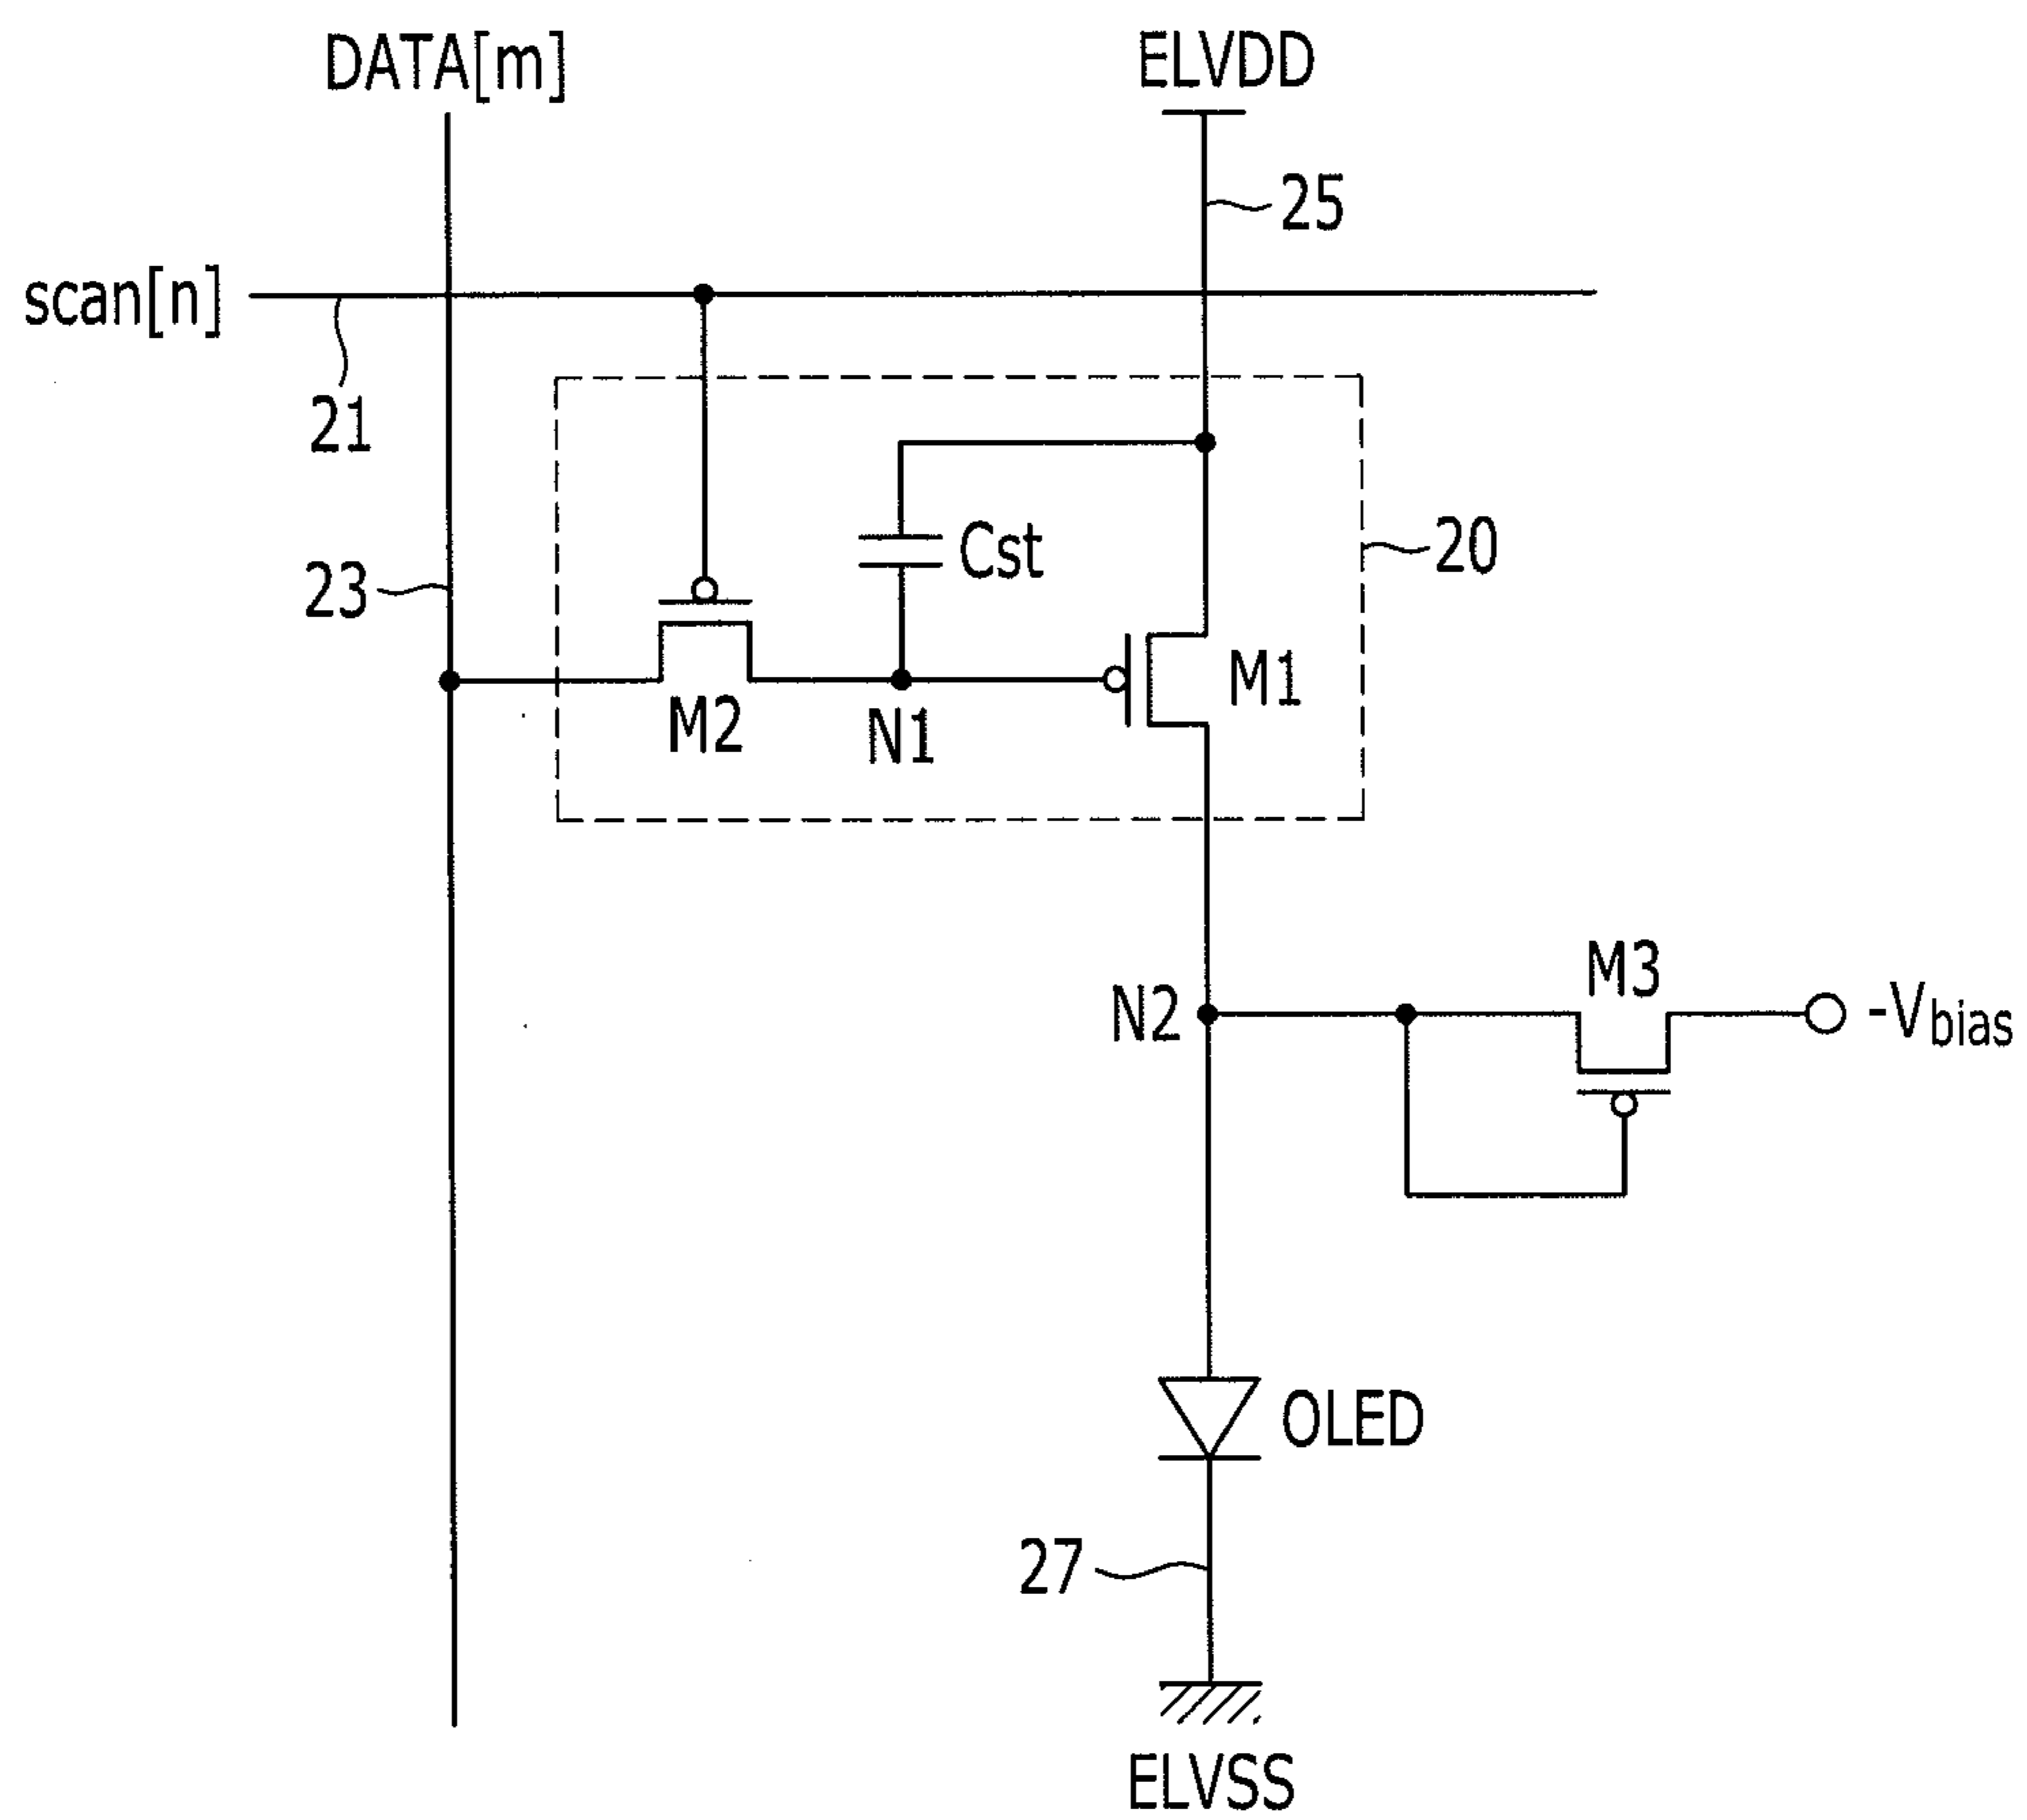 DATA[m]
ELVDD
25
scan[n]
21
Cst
20
23
M1
M2
N1
M3
N2
-Vbias
OLED
27
ELVSS